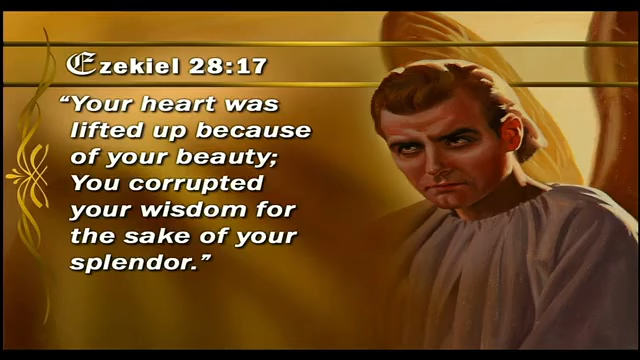 Ezekiel 28:17
“Your heart was
lifted up because
of your beauty;
You corrupted
your wisdom for
the sake of your
splendor.”